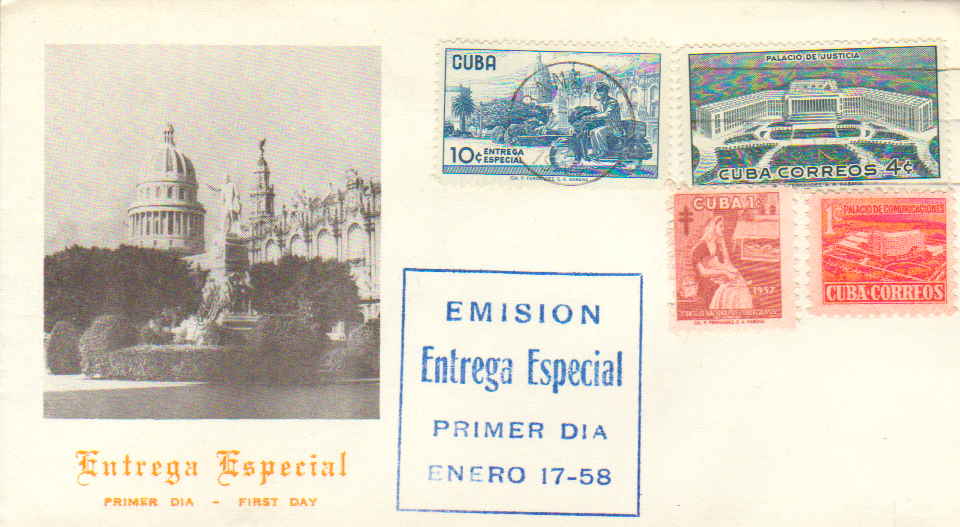 CUBA
10¢ ENTREGA
ESPECIAL
PALACIO DE JUSTICIA
CUBA CORREOS 4¢
CUBA 1¢
1957
1¢ PALACIO DE COMUNICACIONES
CUBA·CORREOS
EMISION
Entrega Especial
PRIMER DIA
ENERO 17-58
Entrega Especial
PRIMER DIA - FIRST DAY